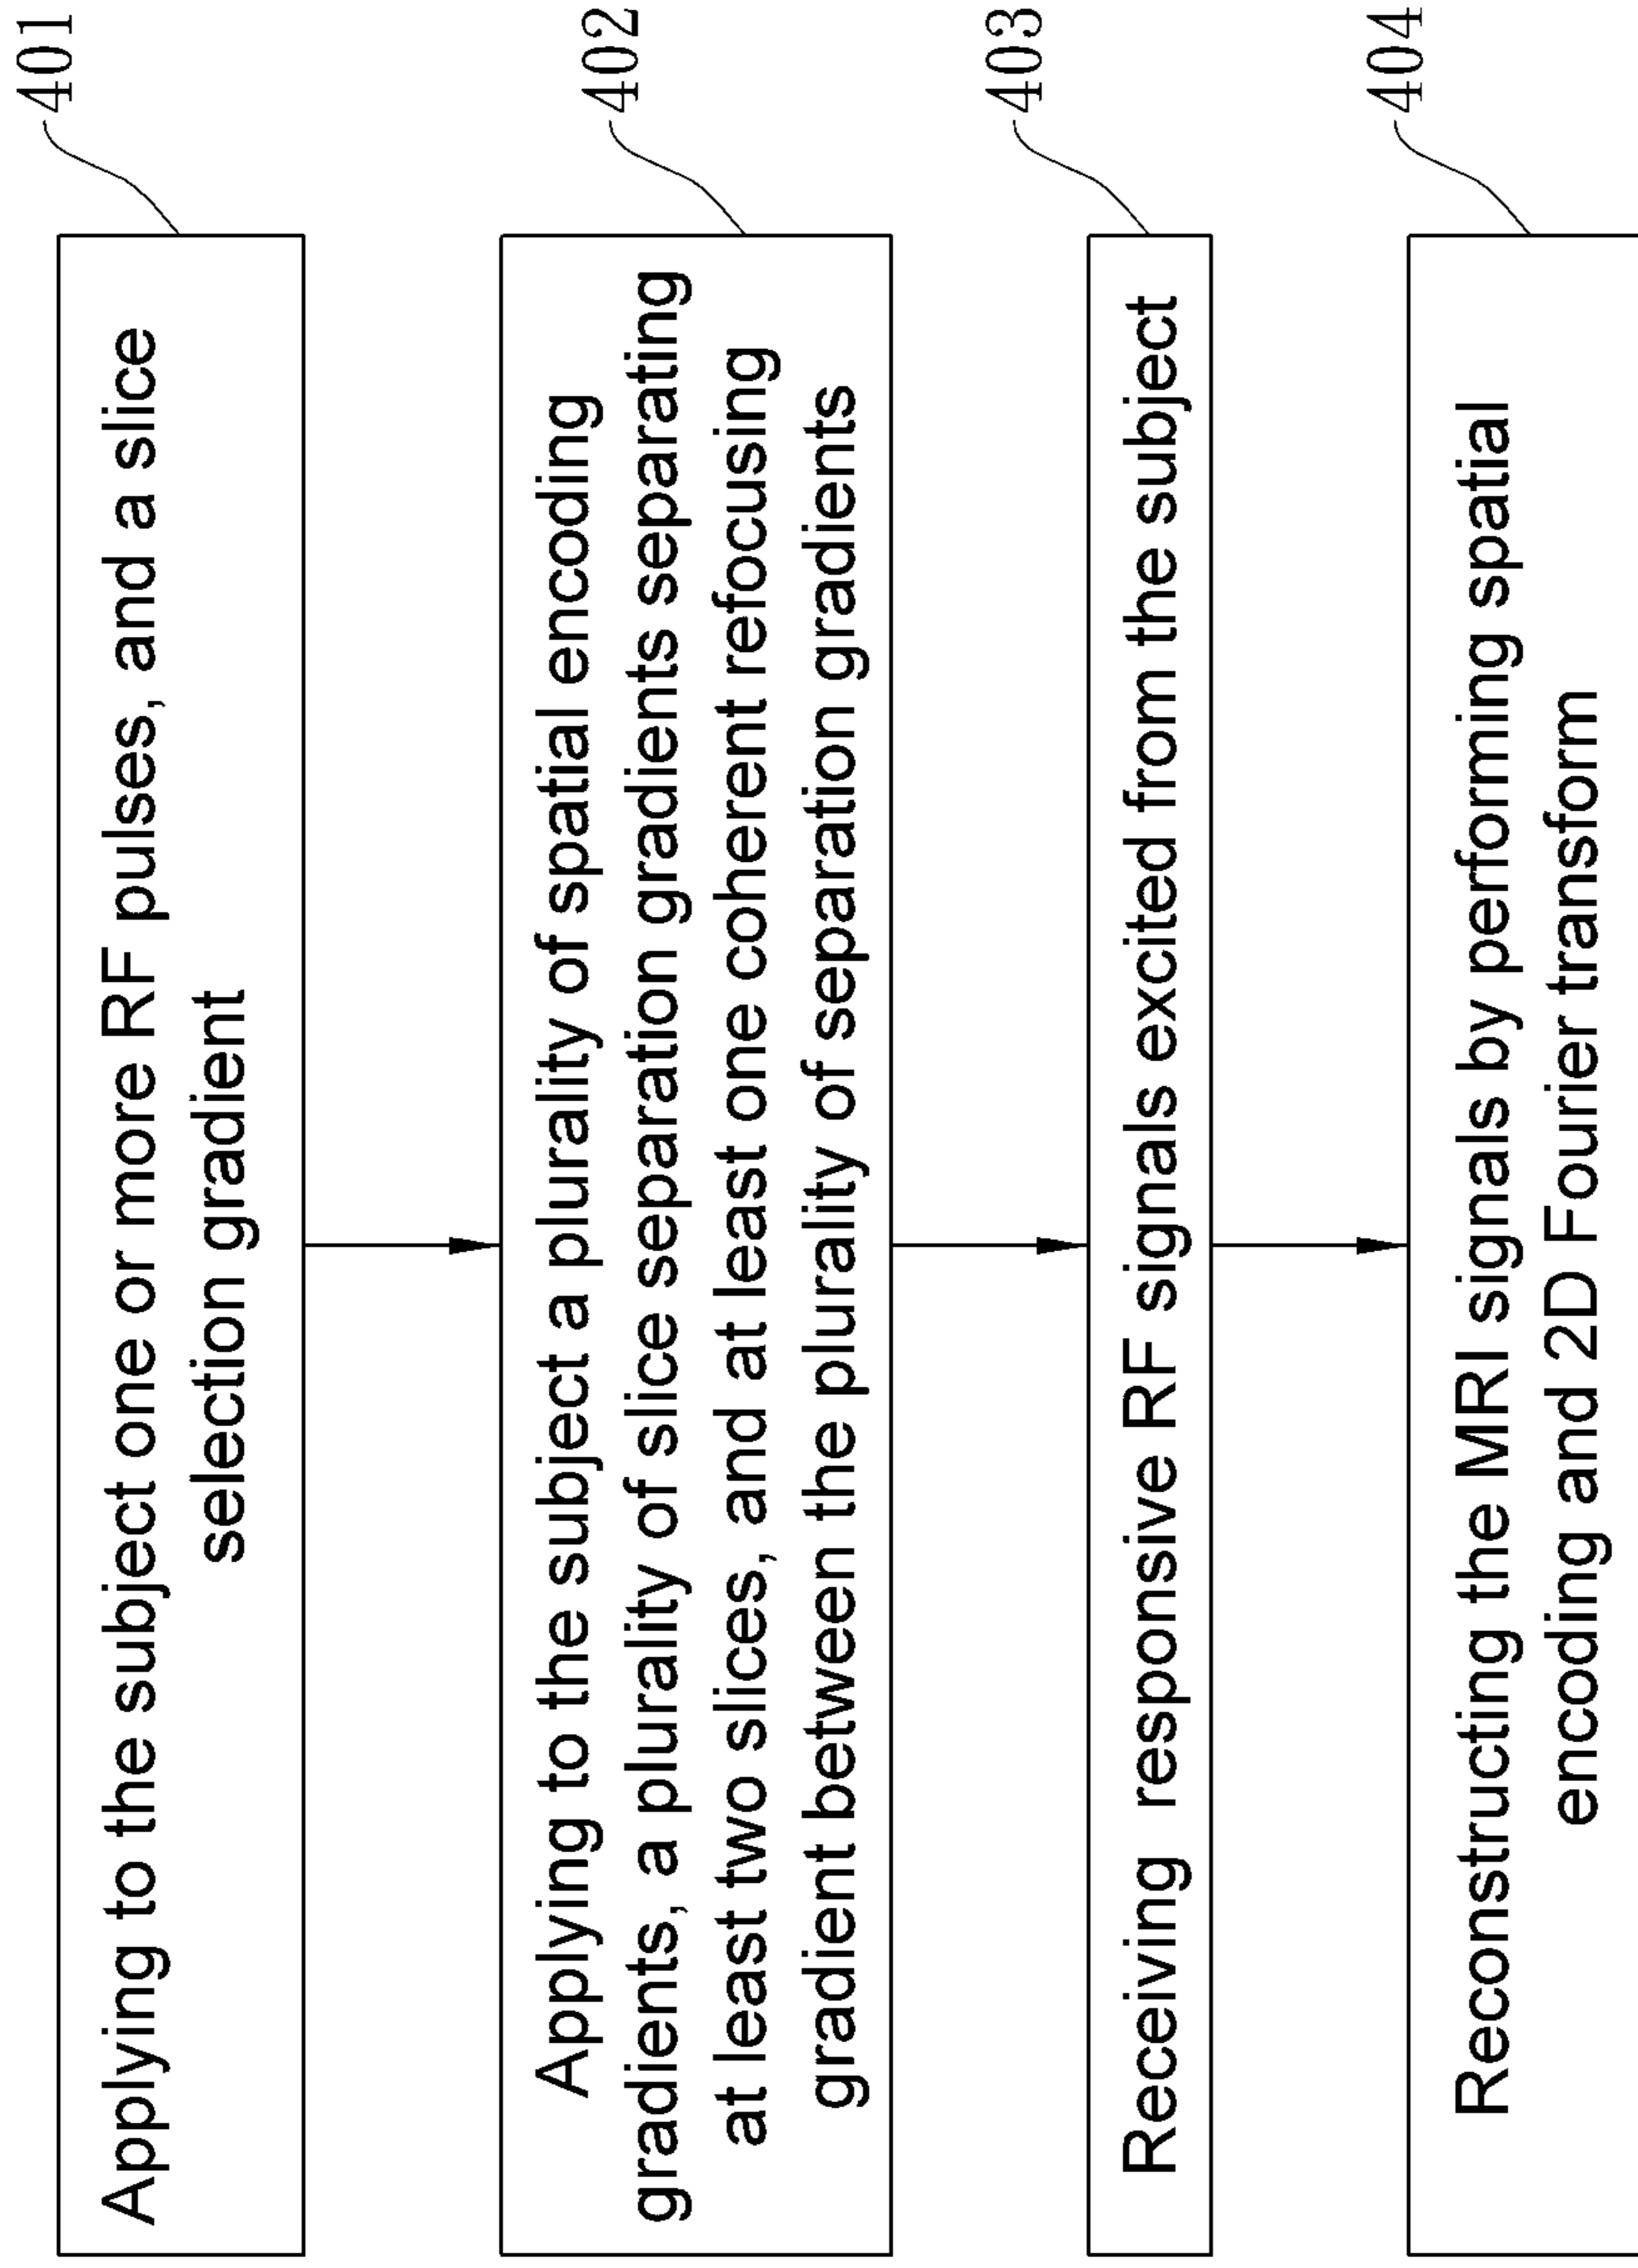 401
Applying to the subject one or more RF pulses, and a slice
selection gradient
402
Applying to the subject a plurality of spatial encoding
gradients, a plurality of slice separation gradients separating
at least two slices, and at least one coherent refocusing
gradient between the plurality of separation gradients
403
Receiving responsive RF signals excited from the subject
404
Reconstructing the MRI signals by performing spatial
encoding and 2D Fourier transform